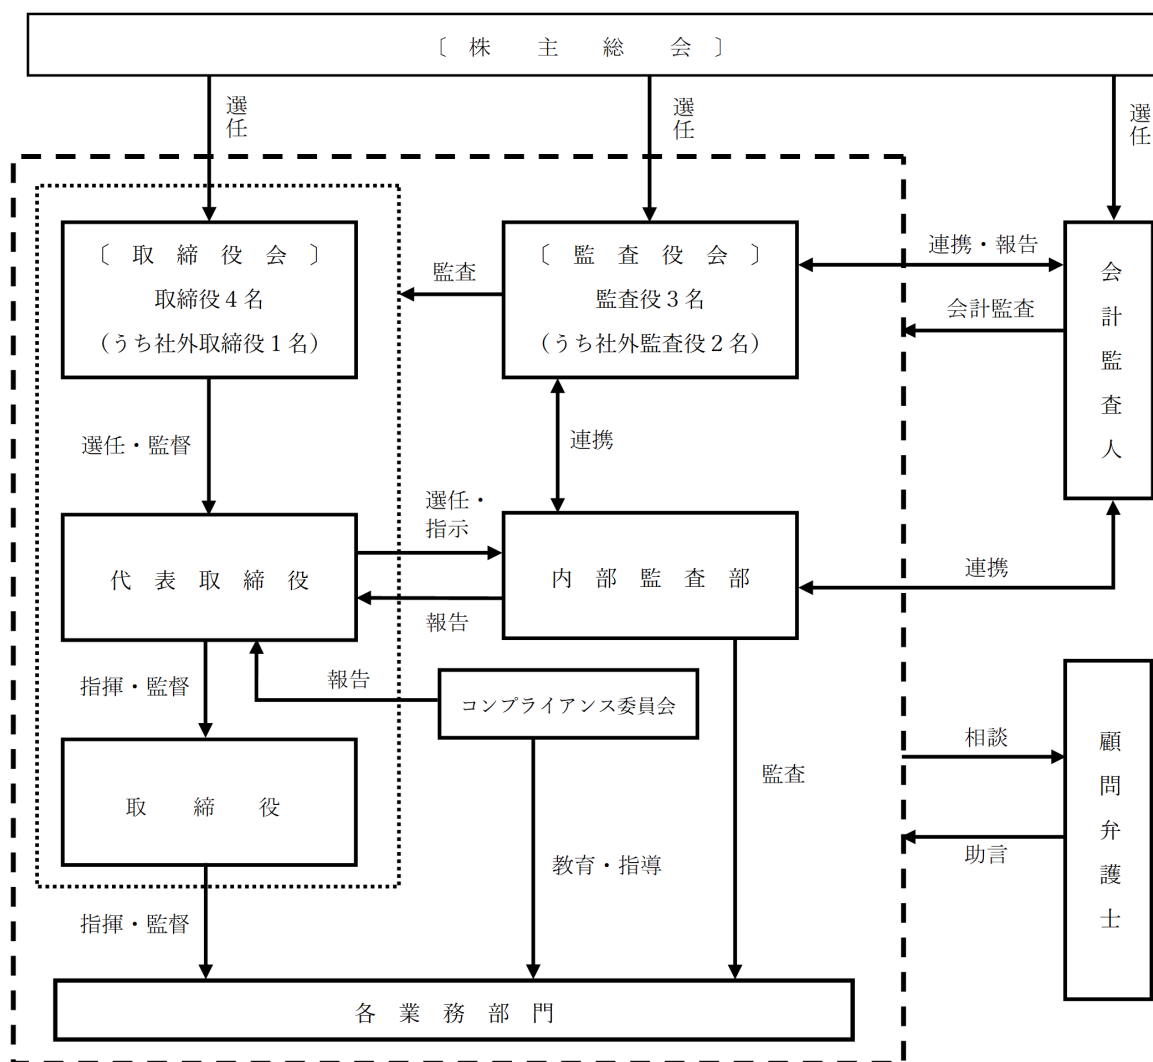 〔株主総会〕
選任
選任
選任
〔取締役会〕
取締役4名
(うち社外取締役1名)
監査
〔監査役会〕
監査役3名
(うち社外監査役2名)
連携・報告
会計監査
会計監査人
選任・監督
連携
選任・
指示
代表取締役
内部監査部
連携
報告
指揮・監督
報告
コンプライアンス委員会
取締役
監査
相談
顧問弁護士
助言
教育・指導
指揮・監督
各業務部門